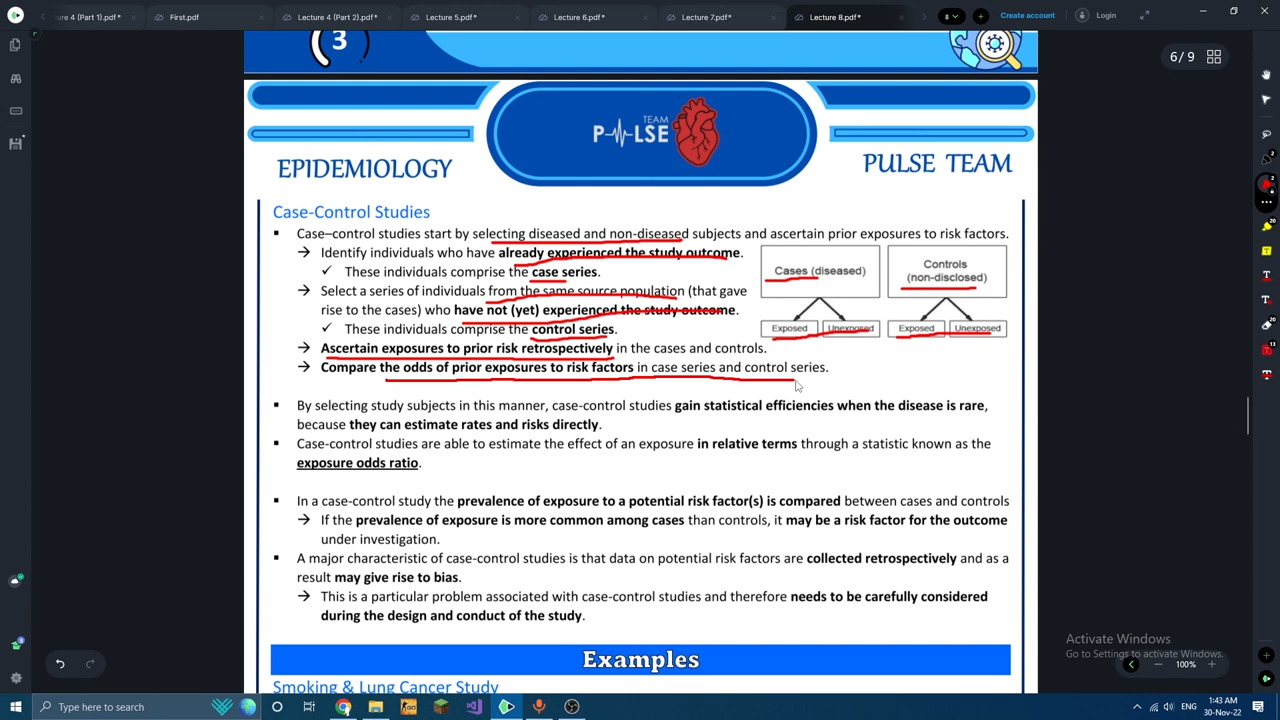 ure 4 (Part 1).pdf*
First.pdf
Lecture 4 (Part 2).pdf*
Lecture 5.pdf*
Lecture 6.pdf*
Lecture 7.pdf*
Lecture 8.pdf*
8
Create account
Login
3
6/9
TEAM
PULSE
EPIDEMIOLOGY
PULSE TEAM
Case-Control Studies
▪ Case–control studies start by selecting diseased and non-diseased subjects and ascertain prior exposures to risk factors.
→ Identify individuals who have already experienced the study outcome.
✓ These individuals comprise the case series.
→ Select a series of individuals from the same source population (that gave
rise to the cases) who have not (yet) experienced the study outcome.
✓ These individuals comprise the control series.
→ Ascertain exposures to prior risk retrospectively in the cases and controls.
→ Compare the odds of prior exposures to risk factors in case series and control series.
Cases (diseased)
Controls
(non-disclosed)
Exposed
Unexposed
Exposed
Unexposed
▪ By selecting study subjects in this manner, case-control studies gain statistical efficiencies when the disease is rare,
because they can estimate rates and risks directly.
▪ Case-control studies are able to estimate the effect of an exposure in relative terms through a statistic known as the
exposure odds ratio.
▪ In a case-control study the prevalence of exposure to a potential risk factor(s) is compared between cases and controls
→ If the prevalence of exposure is more common among cases than controls, it may be a risk factor for the outcome
under investigation.
▪ A major characteristic of case-control studies is that data on potential risk factors are collected retrospectively and as a
result may give rise to bias.
→ This is a particular problem associated with case-control studies and therefore needs to be carefully considered
during the design and conduct of the study.
Examples
Smoking & Lung Cancer Study
Activate Windows
Go to Settings to activate Windows.
100%
Type here to search
ENG
1:43 AM
30-Nov-22